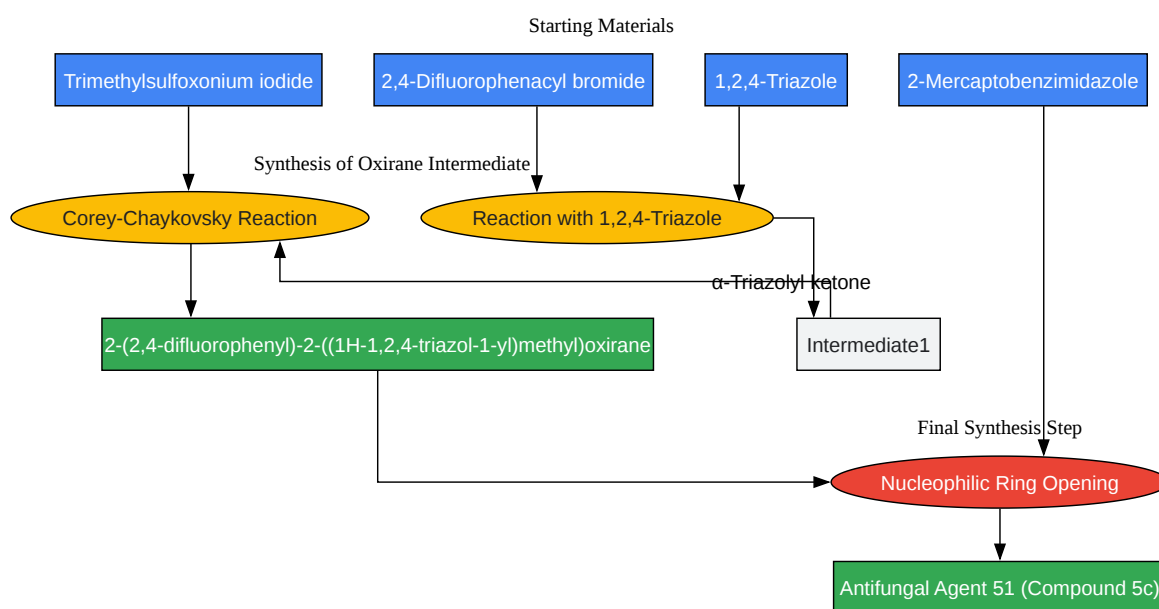 Starting Materials
Trimethylsulfoxonium iodide
2,4-Difluorophenacyl bromide
1,2,4-Triazole
2-Mercaptobenzimidazole
Synthesis of Oxirane Intermediate
Corey-Chaykovsky Reaction
Reaction with 1,2,4-Triazole
α-Triazolyl ketone
2-(2,4-difluorophenyl)-2-((1H-1,2,4-triazol-1-yl)methyl)oxirane
Intermediate1
Final Synthesis Step
Nucleophilic Ring Opening
Antifungal Agent 51 (Compound 5c)